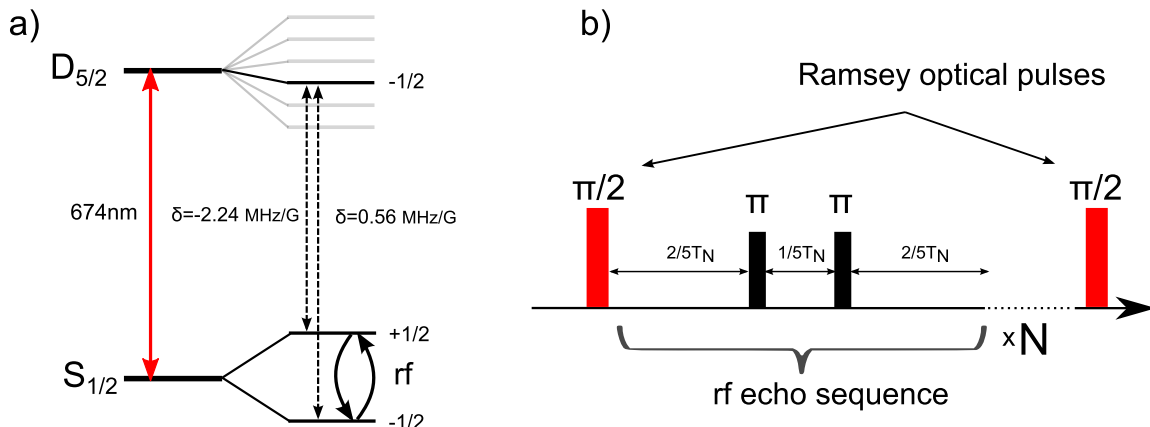 a)
D5/2
-1/2
674nm
δ=-2.24 MHz/G
δ=0.56 MHz/G
S1/2
+1/2
rf
-1/2
b)
Ramsey optical pulses
π/2
π
π
π/2
2/5TN
1/5TN
2/5TN
xN
rf echo sequence